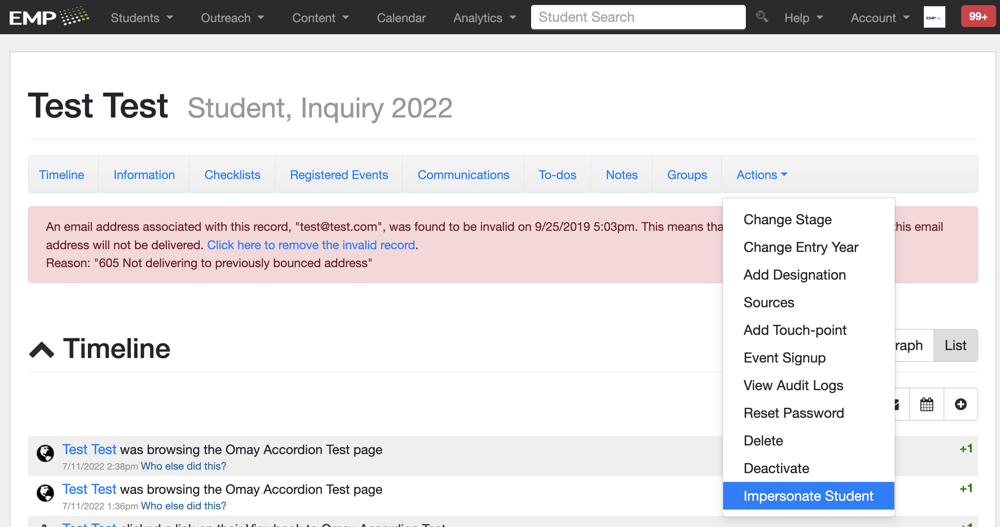 EMP Students Outreach Content Calendar Analytics Student Search Help Account EMP 99+
Test Test Student, Inquiry 2022
Timeline Information Checklists Registered Events Communications To-dos Notes Groups Actions
An email address associated with this record, "test@test.com", was found to be invalid on 9/25/2019 5:03pm. This means tha this email
address will not be delivered. Click here to remove the invalid record.
Reason: "605 Not delivering to previously bounced address"
Change Stage
Change Entry Year
Add Designation
Sources
Add Touch-point
Event Signup
View Audit Logs
Reset Password
Delete
Deactivate
Impersonate Student
Timeline raph List
Test Test was browsing the Omay Accordion Test page +1
7/11/2022 2:38pm Who else did this?
Test Test was browsing the Omay Accordion Test page +1
7/11/2022 1:36pm Who else did this?
Test Test clicked a link on their Viewbook to Omay Accordion Test +1